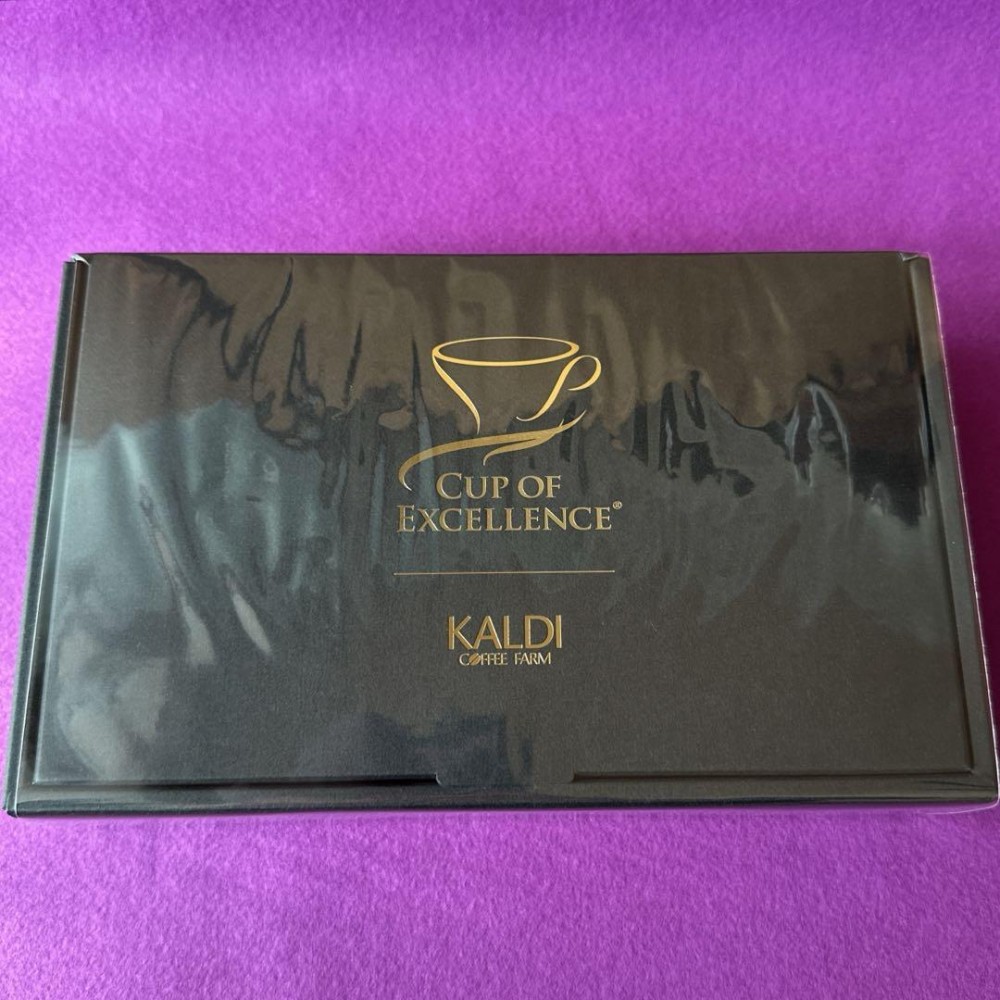 CUP OF
EXCELLENCE®
KALDI
COFFEE FARM